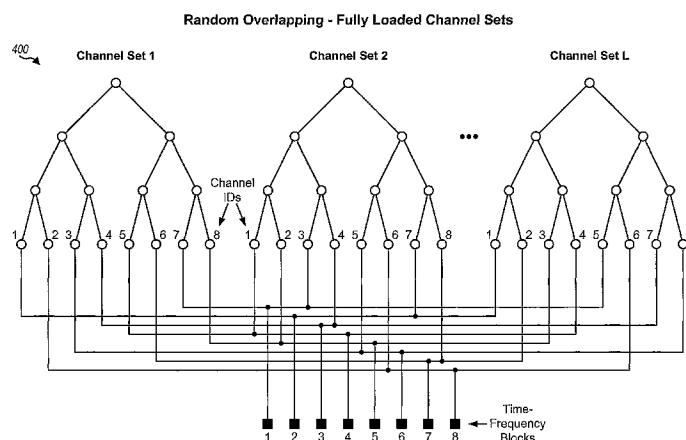 Random Overlapping - Fully Loaded Channel Sets
400
Channel Set 1
Channel Set 2
Channel Set L
Channel
IDs
1 2 3 4 5 6 7 8
1 2 3 4 5 6 7 8
1 2 3 4 5 6 7
Time-
Frequency
Blocks
1 2 3 4 5 6 7 8